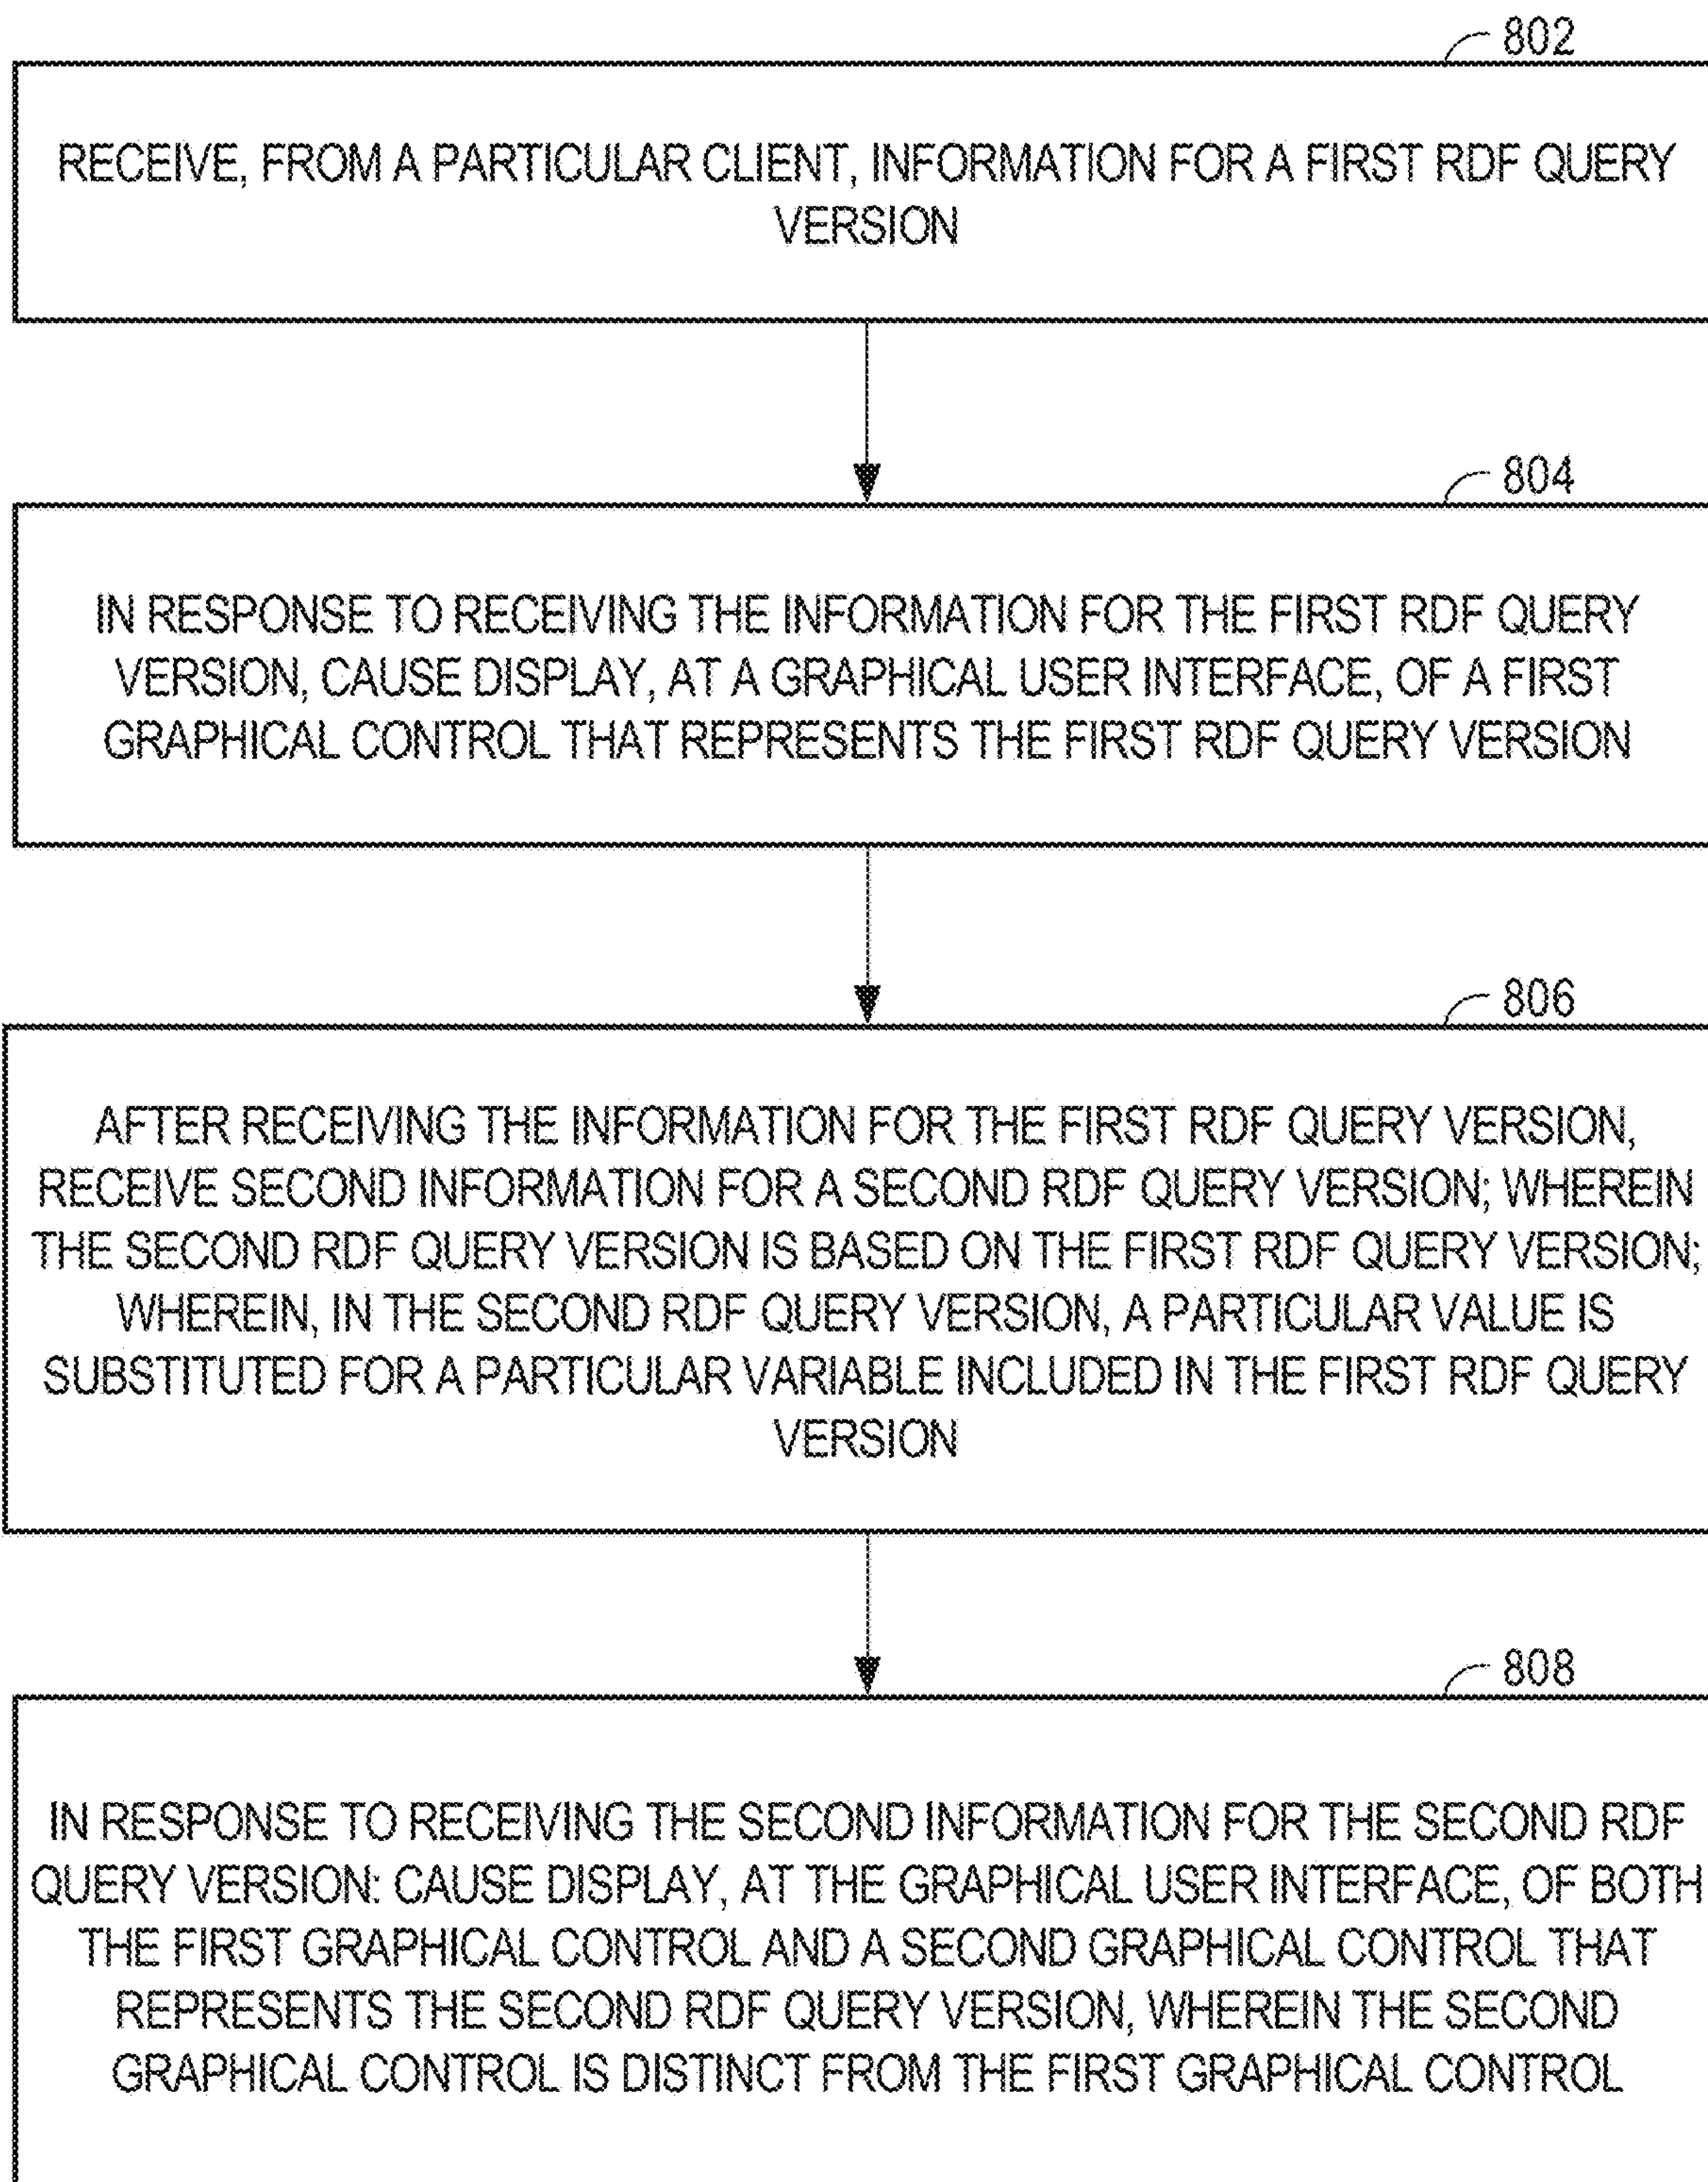 802
RECEIVE, FROM A PARTICULAR CLIENT, INFORMATION FOR A FIRST RDF QUERY
VERSION
804
IN RESPONSE TO RECEIVING THE INFORMATION FOR THE FIRST RDF QUERY
VERSION, CAUSE DISPLAY, AT A GRAPHICAL USER INTERFACE, OF A FIRST
GRAPHICAL CONTROL THAT REPRESENTS THE FIRST RDF QUERY VERSION
806
AFTER RECEIVING THE INFORMATION FOR THE FIRST RDF QUERY VERSION,
RECEIVE SECOND INFORMATION FOR A SECOND RDF QUERY VERSION; WHEREIN
THE SECOND RDF QUERY VERSION IS BASED ON THE FIRST RDF QUERY VERSION;
WHEREIN, IN THE SECOND RDF QUERY VERSION, A PARTICULAR VALUE IS
SUBSTITUTED FOR A PARTICULAR VARIABLE INCLUDED IN THE FIRST RDF QUERY
VERSION
808
IN RESPONSE TO RECEIVING THE SECOND INFORMATION FOR THE SECOND RDF
QUERY VERSION: CAUSE DISPLAY, AT THE GRAPHICAL USER INTERFACE, OF BOTH
THE FIRST GRAPHICAL CONTROL AND A SECOND GRAPHICAL CONTROL THAT
REPRESENTS THE SECOND RDF QUERY VERSION, WHEREIN THE SECOND
GRAPHICAL CONTROL IS DISTINCT FROM THE FIRST GRAPHICAL CONTROL